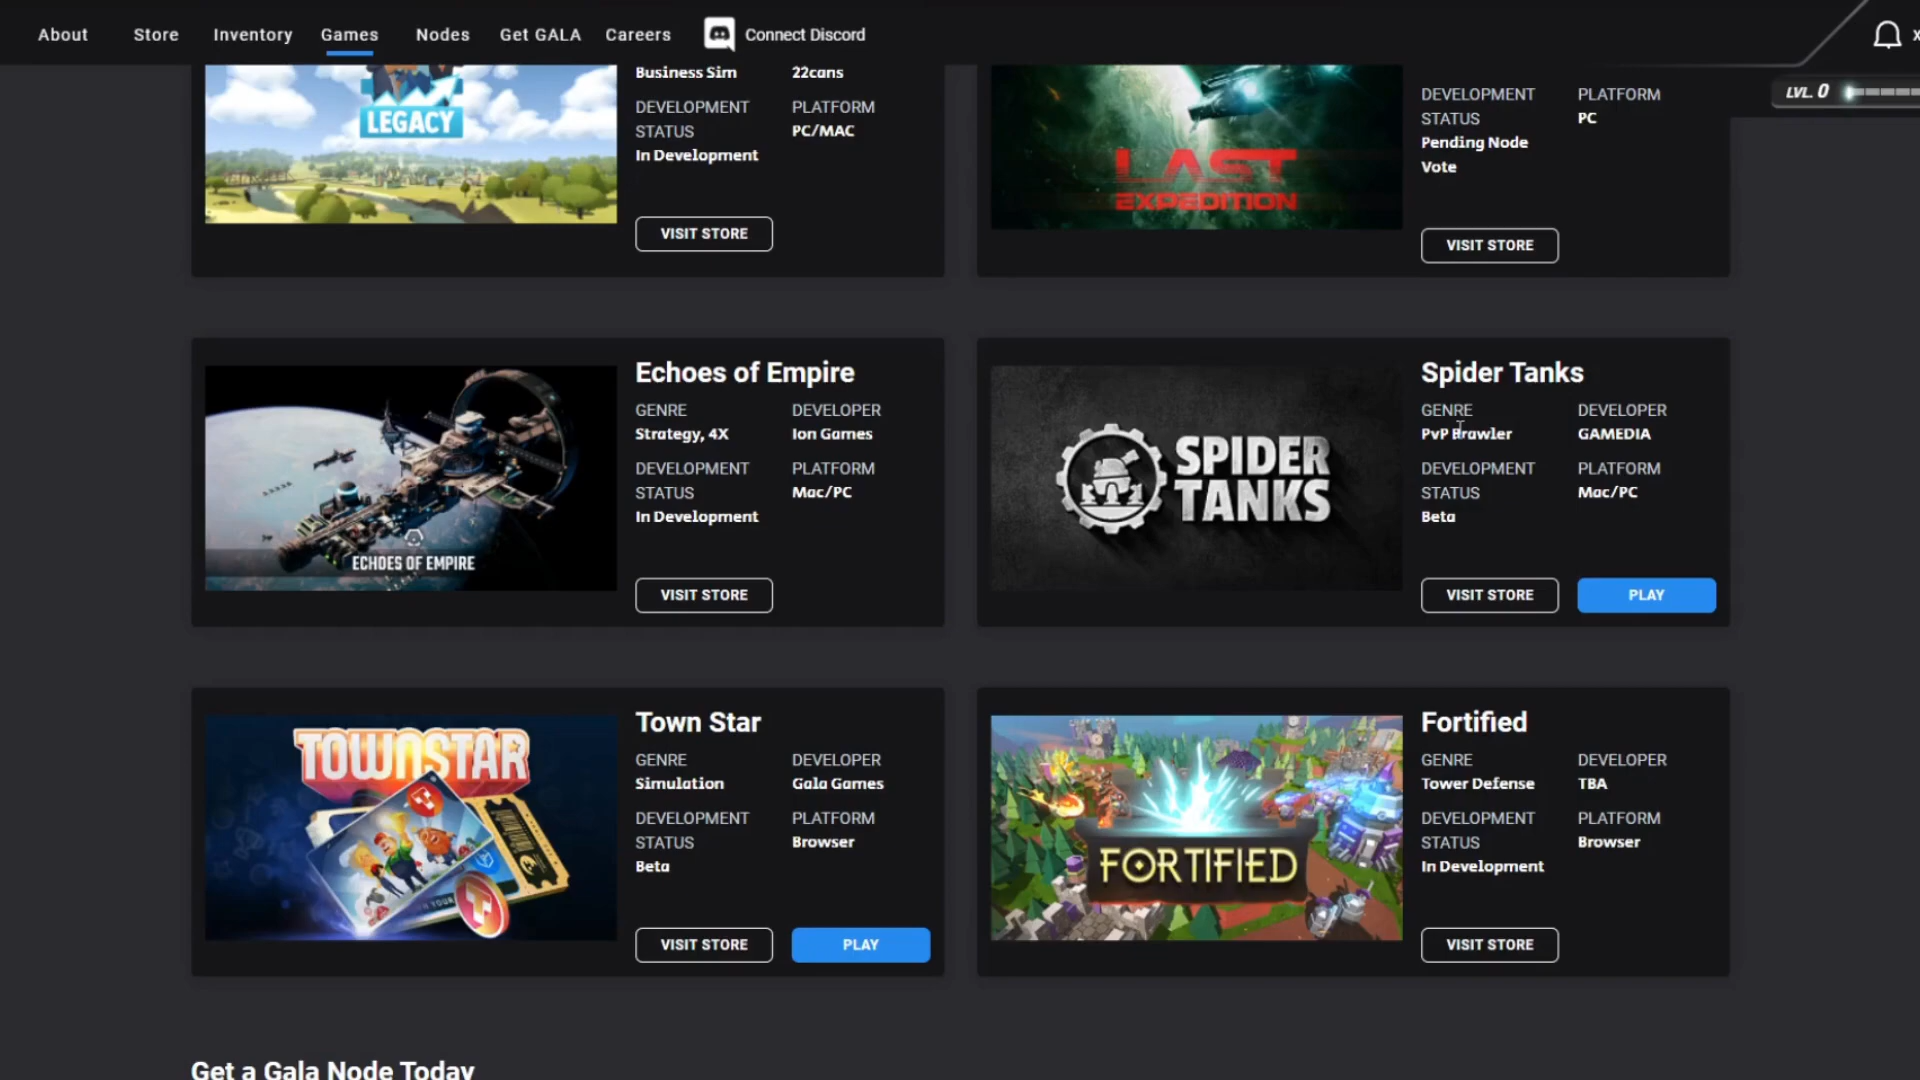 About Store Inventory Games Nodes Get GALA Careers Connect Discord x
LVL. 0
LEGACY
Business Sim 22cans
DEVELOPMENT PLATFORM
STATUS PC/MAC
In Development
VISIT STORE
LAST
EXPEDITION
DEVELOPMENT PLATFORM
STATUS PC
Pending Node
Vote
VISIT STORE
ECHOES OF EMPIRE
Echoes of Empire
GENRE DEVELOPER
Strategy, 4X Ion Games
DEVELOPMENT PLATFORM
STATUS Mac/PC
In Development
VISIT STORE
SPIDER
TANKS
Spider Tanks
GENRE DEVELOPER
PvP Brawler GAMEDIA
DEVELOPMENT PLATFORM
STATUS Mac/PC
Beta
VISIT STORE PLAY
TOWNSTAR
Town Star
GENRE DEVELOPER
Simulation Gala Games
DEVELOPMENT PLATFORM
STATUS Browser
Beta
VISIT STORE PLAY
FORTIFIED
Fortified
GENRE DEVELOPER
Tower Defense TBA
DEVELOPMENT PLATFORM
STATUS Browser
In Development
VISIT STORE
Get a Gala Node Today